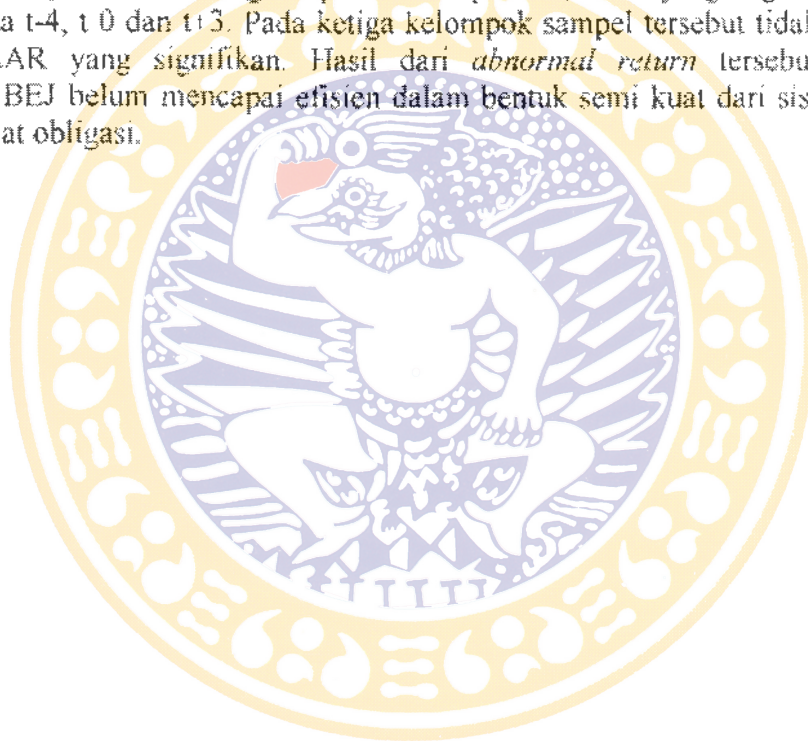 a t-4, t 0 dan t+3. Pada ketiga kelompok sampel tersebut tidal
AR yang signifikan. Hasil dari abnormal return tersebu
BEJ belum mencapai efisien dalam bentuk semi kuat dari sis
at obligasi.